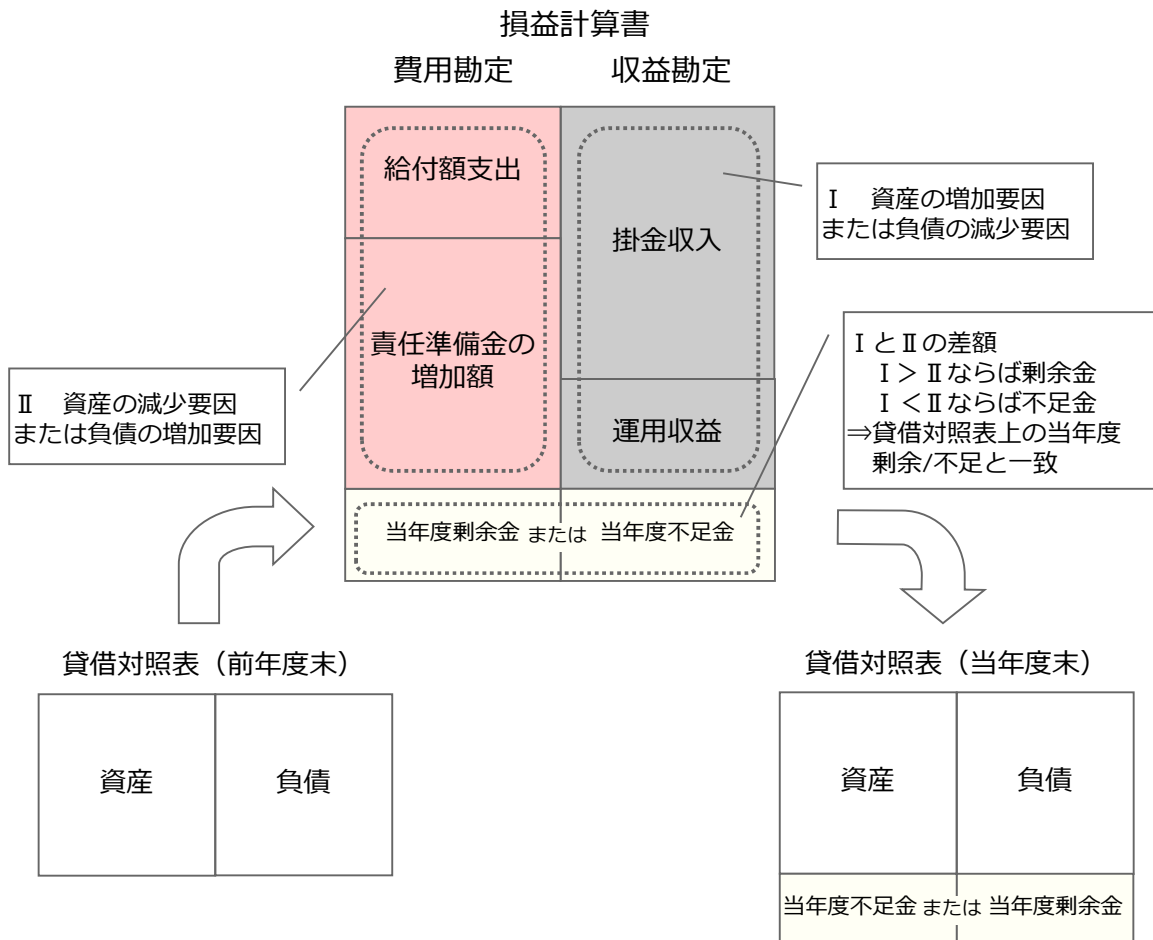 損益計算書
費用勘定 収益勘定
給付額支出
掛金収入
Ⅰ 資産の増加要因
または負債の減少要因
責任準備金の
増加額
運用収益
Ⅱ 資産の減少要因
または負債の増加要因
ⅠとⅡの差額
Ⅰ＞Ⅱならば剰余金
Ⅰ＜Ⅱならば不足金
⇒貸借対照表上の当年度
剰余/不足と一致
当年度剰余金 または 当年度不足金
貸借対照表（前年度末）
資産 負債
貸借対照表（当年度末）
資産 負債
当年度不足金 または 当年度剰余金